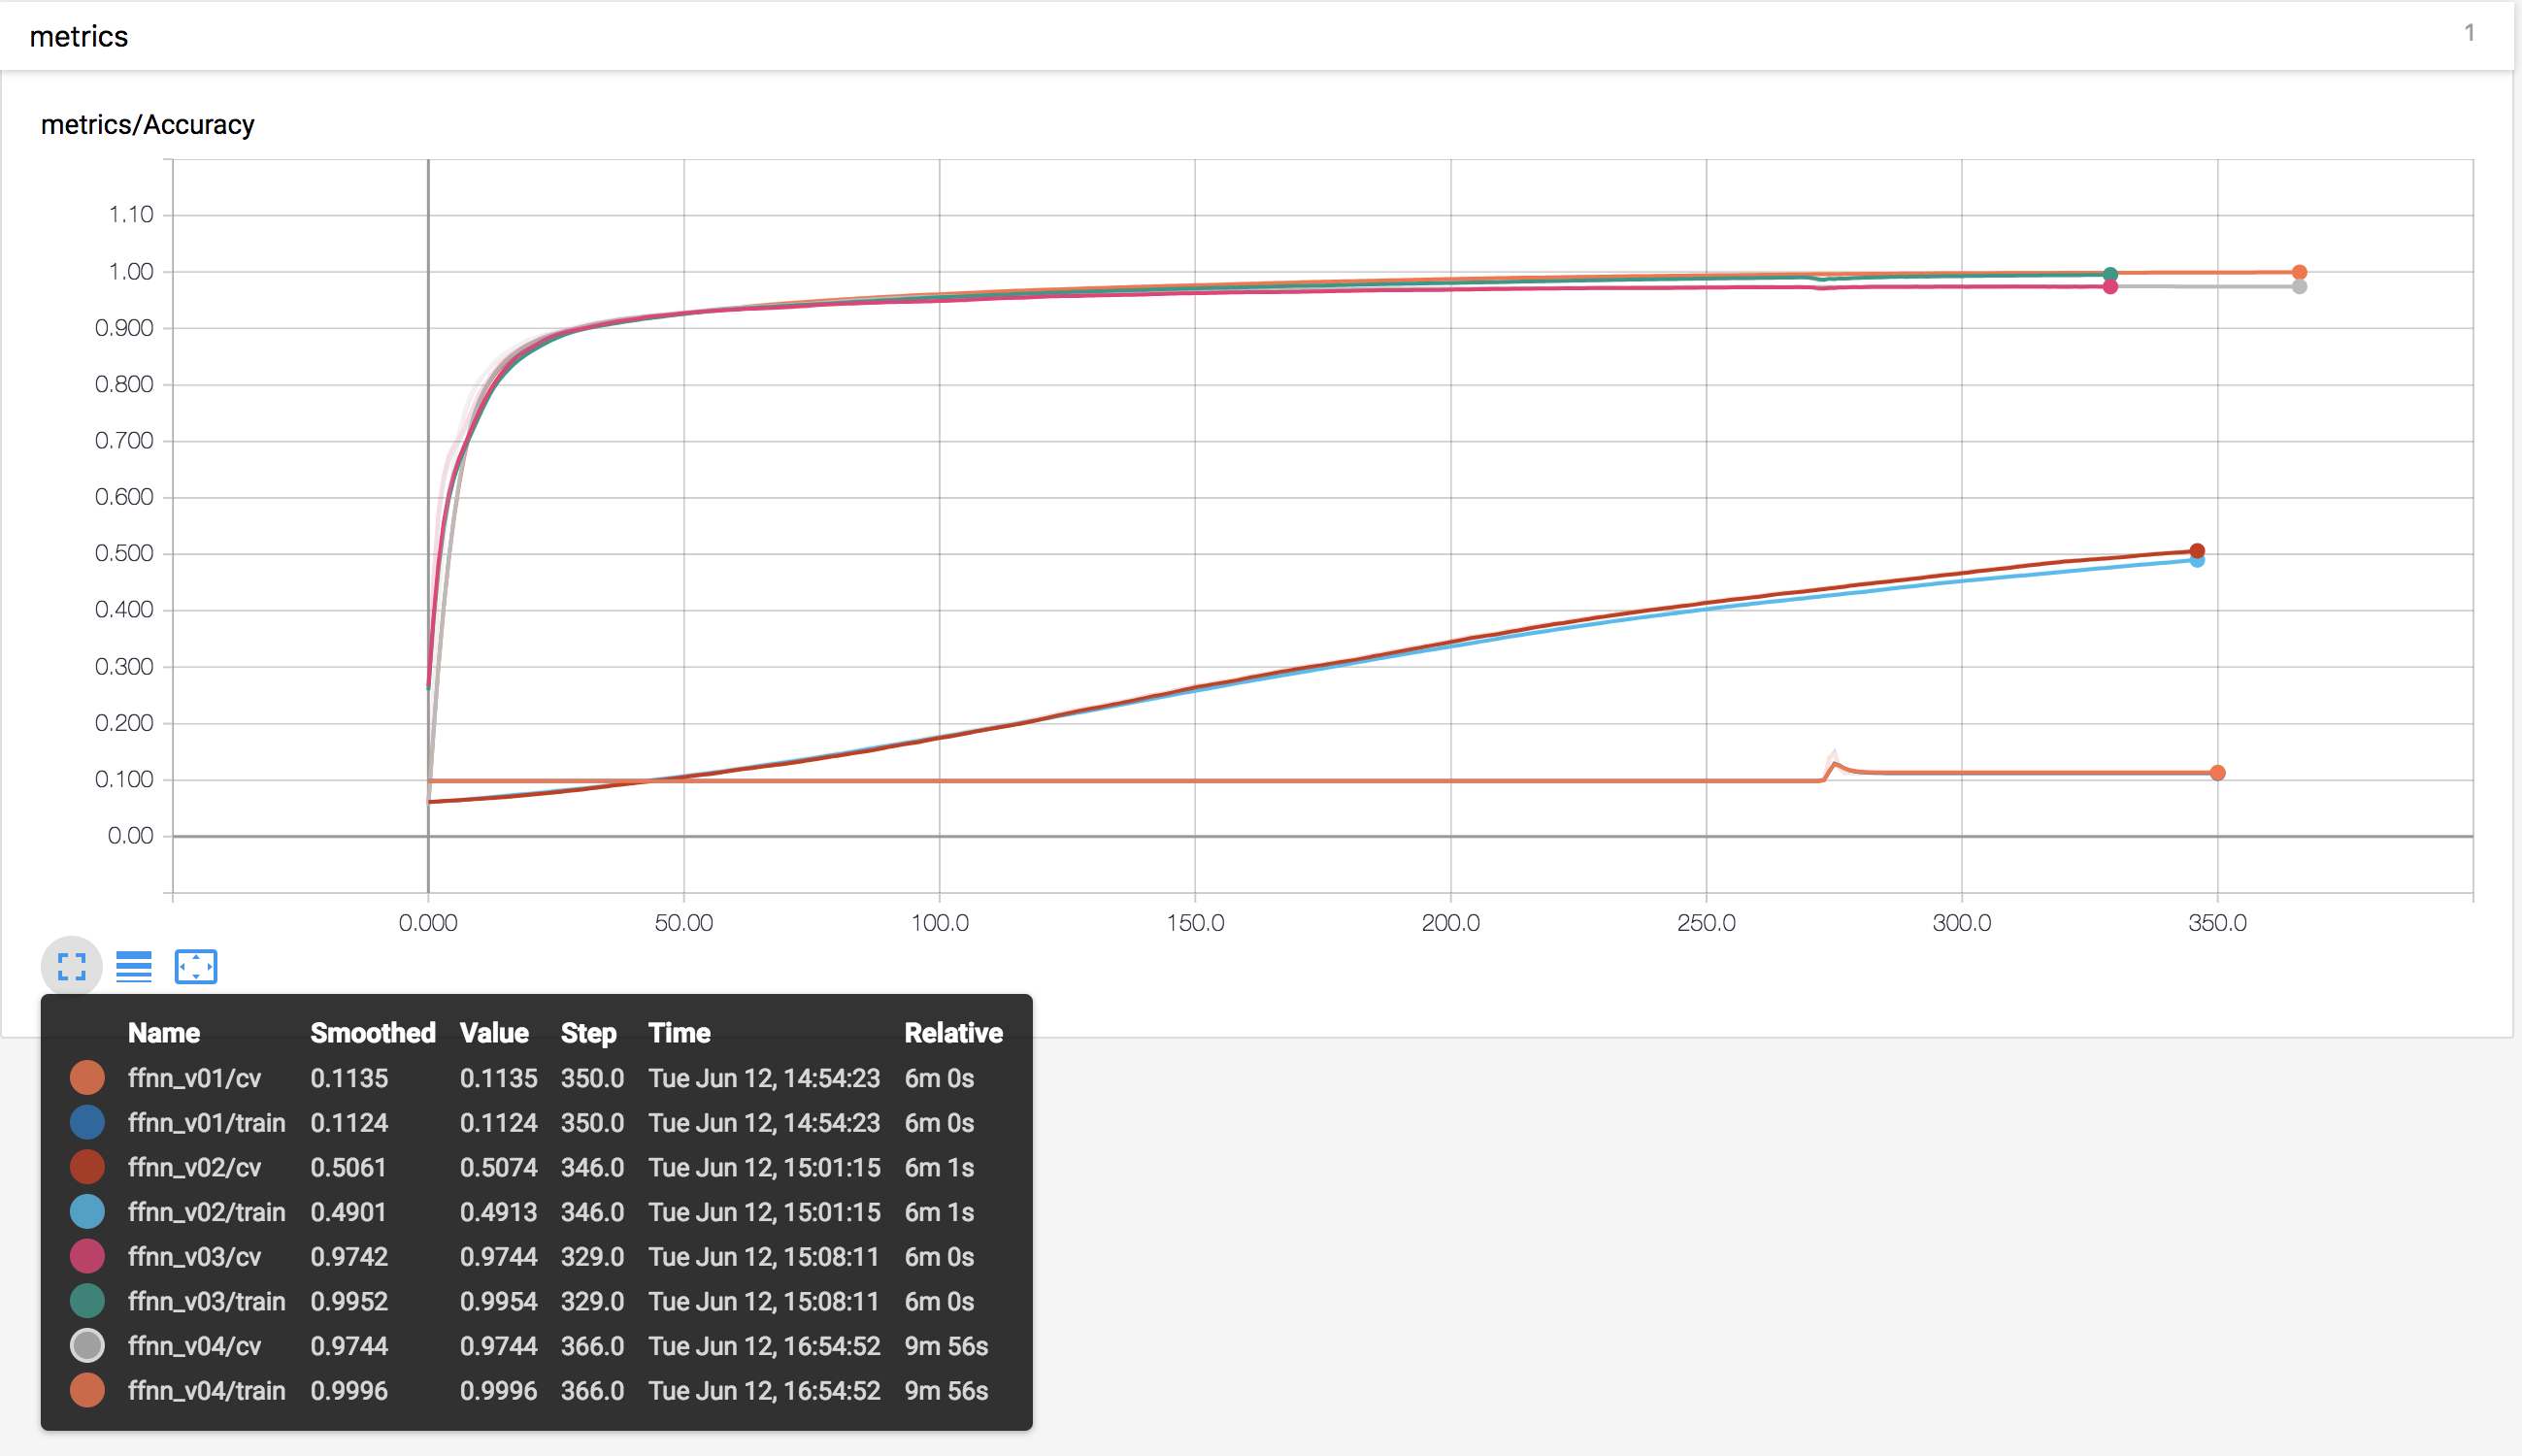 metrics 1
metrics/Accuracy
1.10
1.00
0.900
0.800
0.700
0.600
0.500
0.400
0.300
0.200
0.100
0.00
0.000 50.00 100.0 150.0 200.0 250.0 300.0 350.0
Name Smoothed Value Step Time Relative
ffnn_v01/cv 0.1135 0.1135 350.0 Tue Jun 12, 14:54:23 6m 0s
ffnn_v01/train 0.1124 0.1124 350.0 Tue Jun 12, 14:54:23 6m 0s
ffnn_v02/cv 0.5061 0.5074 346.0 Tue Jun 12, 15:01:15 6m 1s
ffnn_v02/train 0.4901 0.4913 346.0 Tue Jun 12, 15:01:15 6m 1s
ffnn_v03/cv 0.9742 0.9744 329.0 Tue Jun 12, 15:08:11 6m 0s
ffnn_v03/train 0.9952 0.9954 329.0 Tue Jun 12, 15:08:11 6m 0s
ffnn_v04/cv 0.9744 0.9744 366.0 Tue Jun 12, 16:54:52 9m 56s
ffnn_v04/train 0.9996 0.9996 366.0 Tue Jun 12, 16:54:52 9m 56s